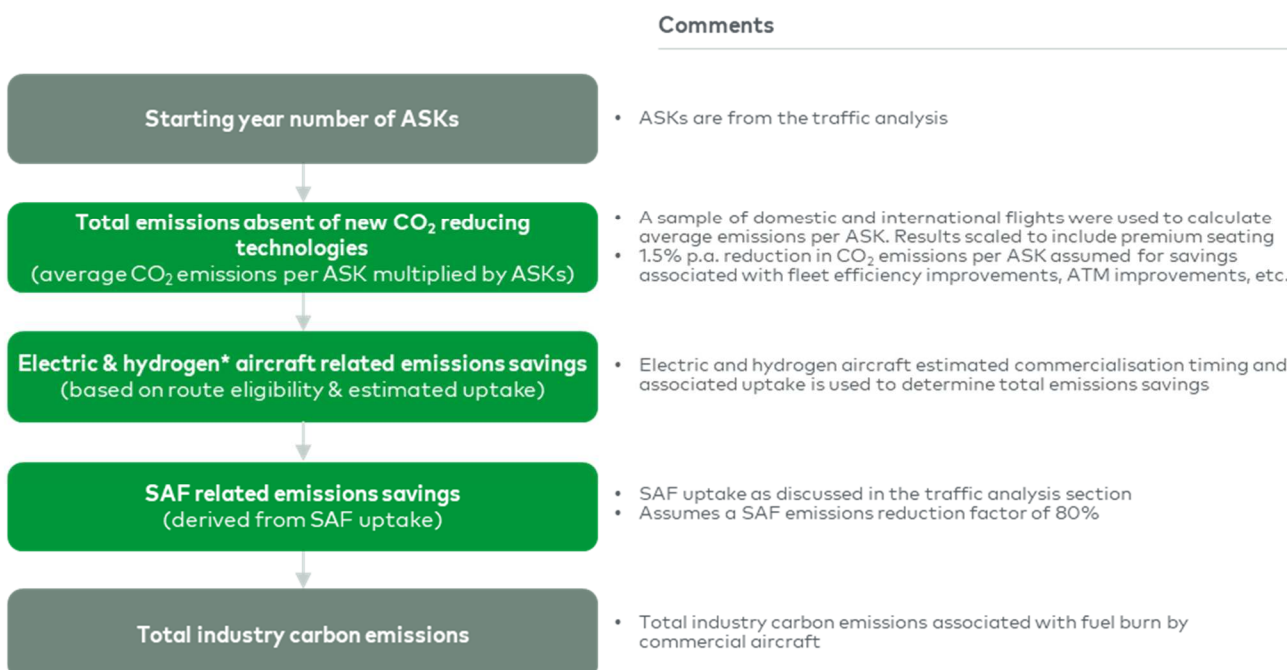 Comments
Starting year number of ASKs
• ASKs are from the traffic analysis
Total emissions absent of new CO₂ reducing
technologies
(average CO₂ emissions per ASK multiplied by ASKs)
• A sample of domestic and international flights were used to calculate
average emissions per ASK. Results scaled to include premium seating
• 1.5% p.a. reduction in CO₂ emissions per ASK assumed for savings
associated with fleet efficiency improvements, ATM improvements, etc.
Electric & hydrogen* aircraft related emissions savings
(based on route eligibility & estimated uptake)
• Electric and hydrogen aircraft estimated commercialisation timing and
associated uptake is used to determine total emissions savings
SAF related emissions savings
(derived from SAF uptake)
• SAF uptake as discussed in the traffic analysis section
• Assumes a SAF emissions reduction factor of 80%
Total industry carbon emissions
• Total industry carbon emissions associated with fuel burn by
commercial aircraft